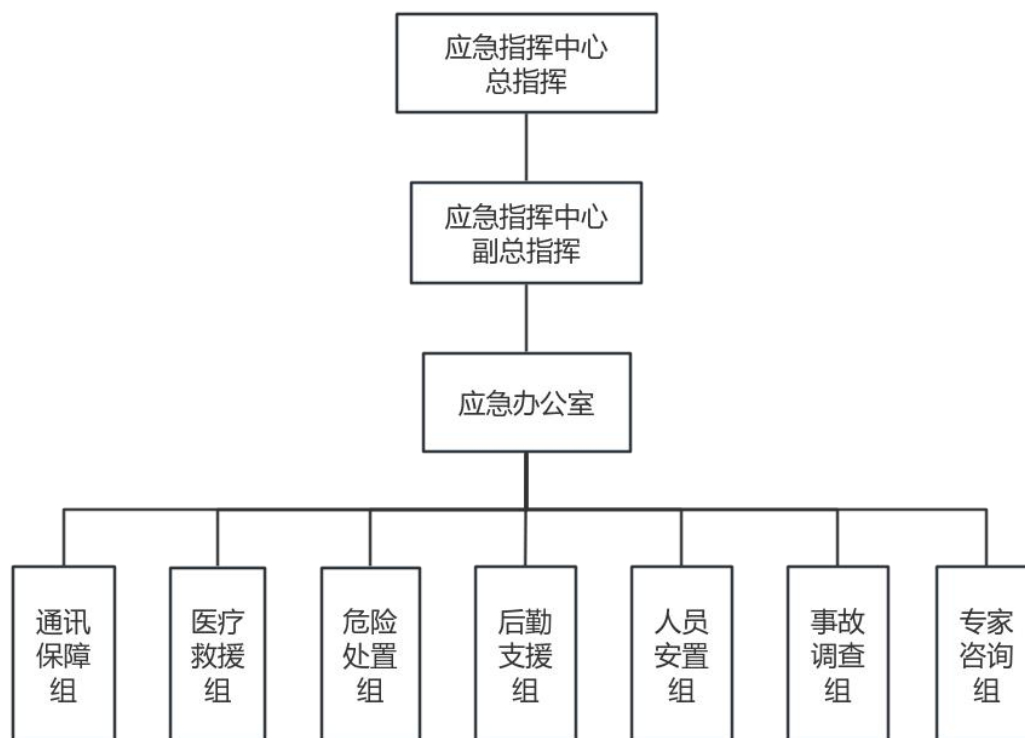 应急指挥中心
总指挥
应急指挥中心
副总指挥
应急办公室
通讯
保障
组
医疗
救援
组
危险
处置
组
后勤
支援
组
人员
安置
组
事故
调查
组
专家
咨询
组